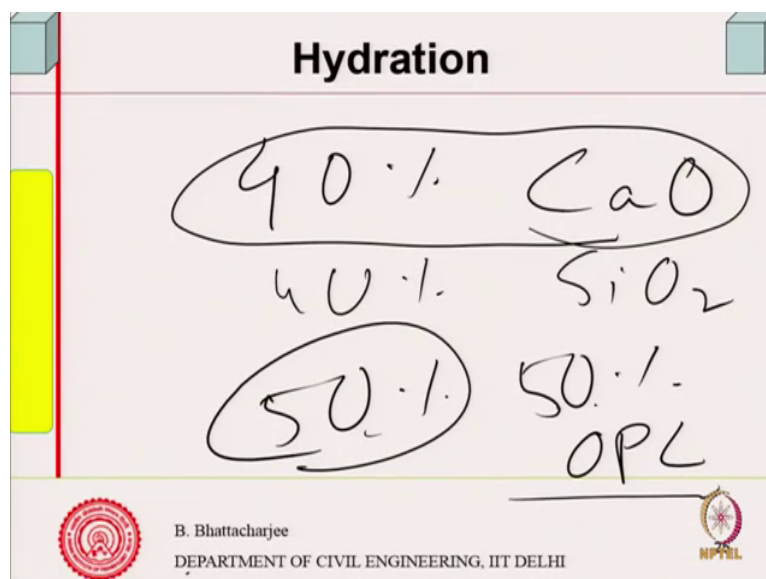 Hydration
40% CaO
40% SiO2
50% 50%
OPC
B. Bhattacharjee
DEPARTMENT OF CIVIL ENGINEERING, IIT DELHI
NPTEL